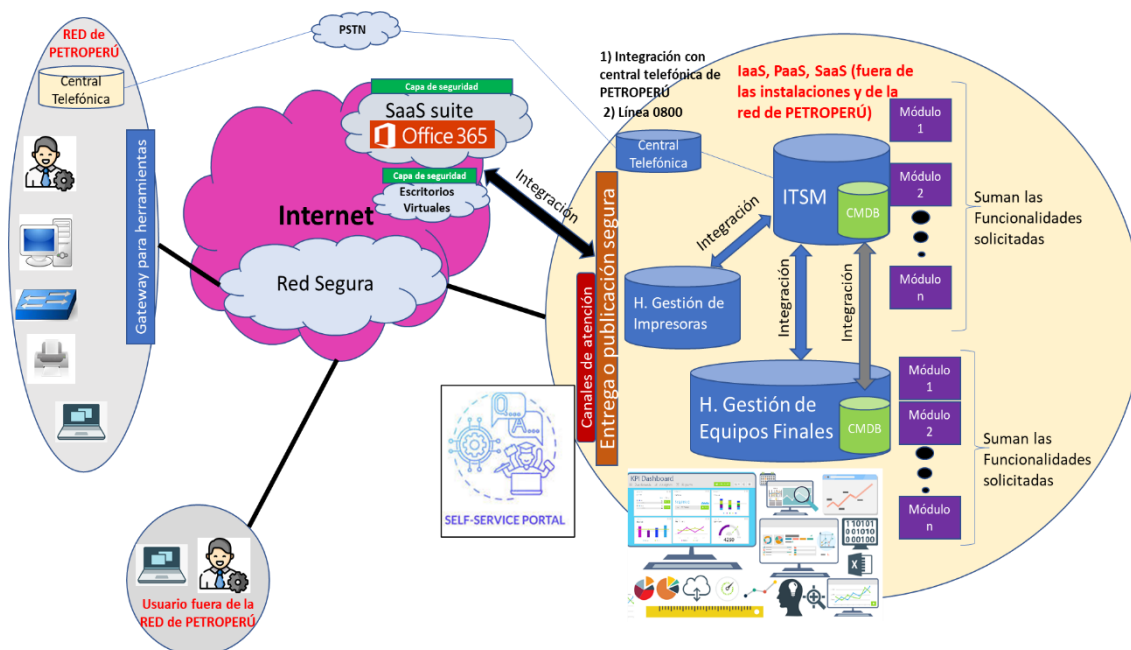 RED de
PETROPERÚ
Central
Telefónica
Gateway para herramientas
PSTN
Capa de seguridad
SaaS suite
Office 365
Capa de seguridad
Escritorios
Virtuales
Internet
Red Segura
Integración
Usuario fuera de la
RED de PETROPERÚ
SELF-SERVICE PORTAL
Canales de atención
Entrega o publicación segura
1) Integración con
central telefónica de
PETROPERÚ
2) Línea 0800
IaaS, PaaS, SaaS (fuera de
las instalaciones y de la
red de PETROPERÚ)
Central
Telefónica
ITSM
CMDB
Integración
H. Gestión de
Impresoras
Integración
Integración
Módulo
1
Módulo
2
Módulo
n
Suman las
Funcionalidades
solicitadas
H. Gestión de
Equipos Finales
CMDB
Módulo
1
Módulo
2
Módulo
n
Suman las
Funcionalidades
solicitadas
KPI Dashboard
1 10101
001010
000100